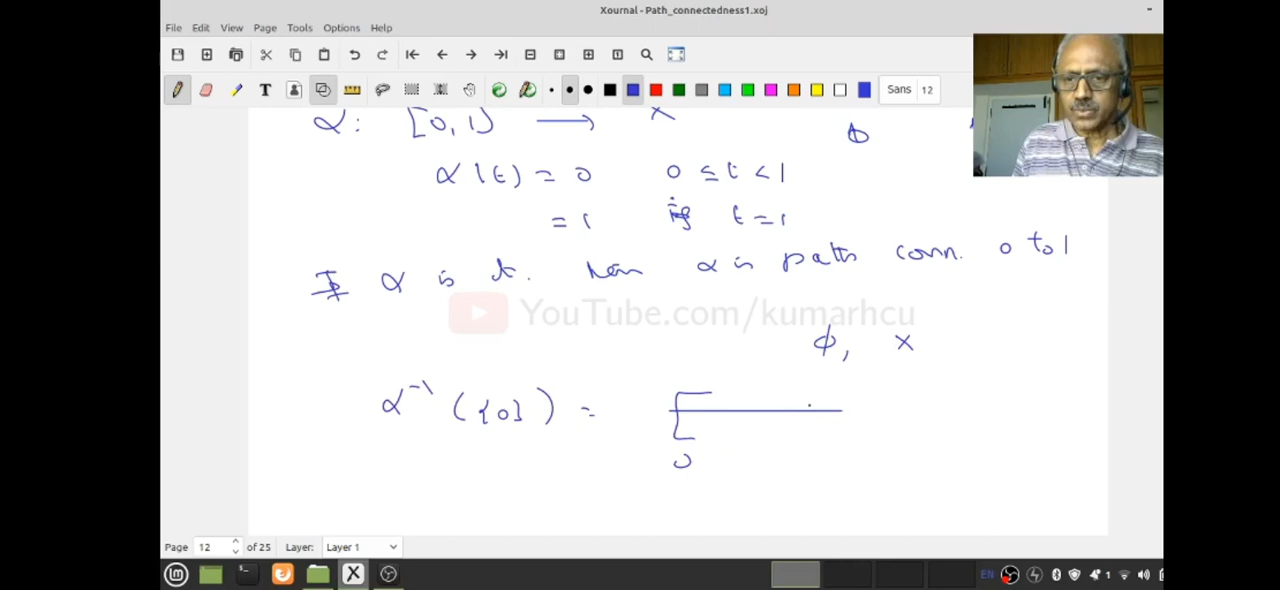 Xournal - Path_connectedness1.xoj
File Edit View Page Tools Options Help
Sans 12
α: [0, 1] → X
α(t) = 0 0 ≤ t < 1
= 1 if t = 1
If α is then α is path conn. 0 to 1
YouTube.com/kumarhcu
φ, X
α⁻¹ ({0}) = [
0
Page 12 of 25 Layer: Layer 1
EN 1